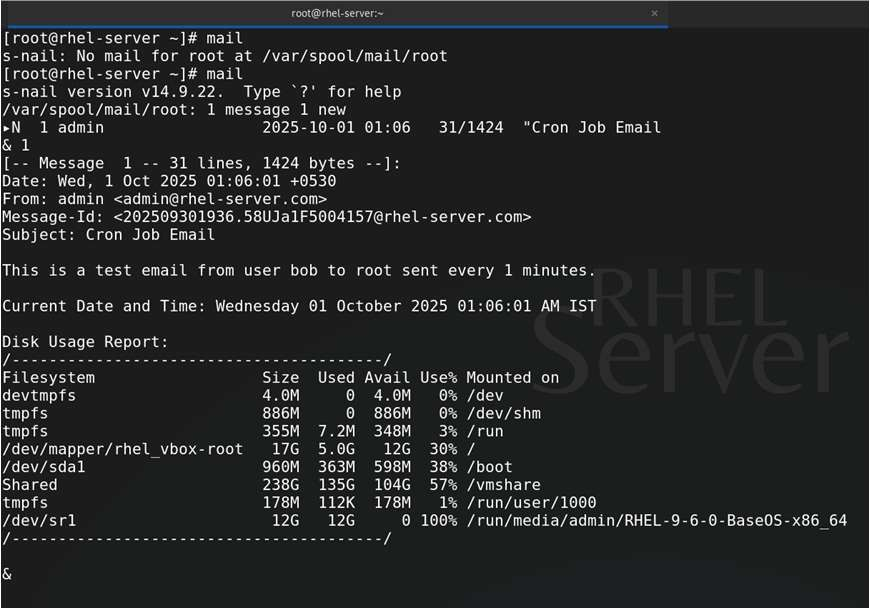 root@rhel-server:~ ×
[root@rhel-server ~]# mail
s-nail: No mail for root at /var/spool/mail/root
[root@rhel-server ~]# mail
s-nail version v14.9.22.  Type `?' for help
/var/spool/mail/root: 1 message 1 new
▸N  1 admin                 2025-10-01 01:06   31/1424  "Cron Job Email
& 1
[-- Message  1 -- 31 lines, 1424 bytes --]:
Date: Wed, 1 Oct 2025 01:06:01 +0530
From: admin <admin@rhel-server.com>
Message-Id: <202509301936.58UJa1F5004157@rhel-server.com>
Subject: Cron Job Email

This is a test email from user bob to root sent every 1 minutes.

Current Date and Time: Wednesday 01 October 2025 01:06:01 AM IST

Disk Usage Report:
/----------------------------------------/
Filesystem                  Size  Used Avail Use% Mounted on
devtmpfs                    4.0M     0  4.0M   0% /dev
tmpfs                       886M     0  886M   0% /dev/shm
tmpfs                       355M  7.2M  348M   3% /run
/dev/mapper/rhel_vbox-root   17G  5.0G   12G  30% /
/dev/sda1                   960M  363M  598M  38% /boot
Shared                      238G  135G  104G  57% /vmshare
tmpfs                       178M  112K  178M   1% /run/user/1000
/dev/sr1                     12G   12G     0 100% /run/media/admin/RHEL-9-6-0-BaseOS-x86_64
/----------------------------------------/

&
RHEL
Server